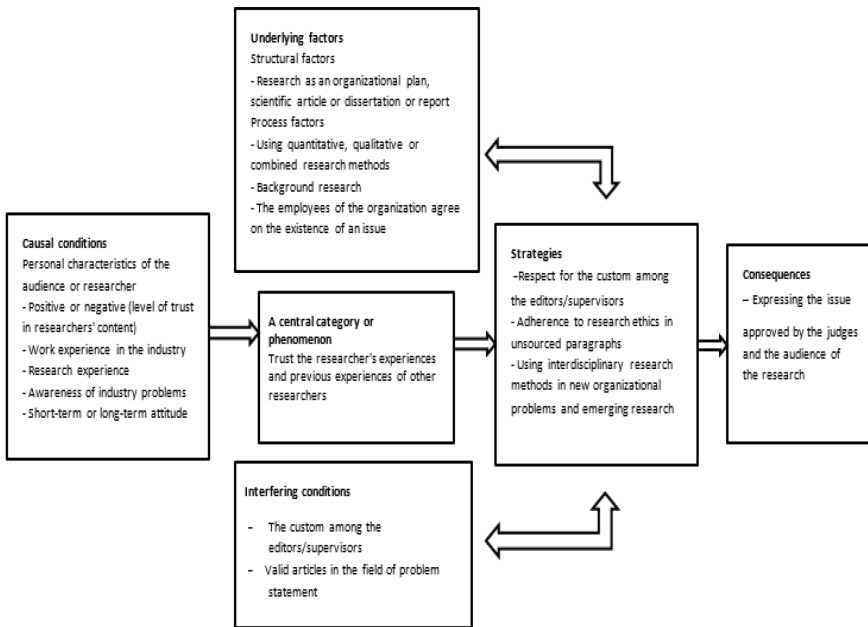 Underlying factors
Structural factors
- Research as an organizational plan,
scientific article or dissertation or report
Process factors
- Using quantitative, qualitative or
combined research methods
- Background research
- The employees of the organization agree
on the existence of an issue
Causal conditions
Personal characteristics of the
audience or researcher
- Positive or negative (level of trust
in researchers' content)
- Work experience in the industry
- Research experience
- Awareness of industry problems
- Short-term or long-term attitude
A central category or
phenomenon
Trust the researcher's experiences
and previous experiences of other
researchers
Strategies
-Respect for the custom among
the editors/supervisors
- Adherence to research ethics in
unsourced paragraphs
- Using interdisciplinary research
methods in new organizational
problems and emerging research
Consequences
– Expressing the issue
approved by the judges
and the audience of
the research
Interfering conditions
– The custom among the
editors/supervisors
– Valid articles in the field of problem
statement